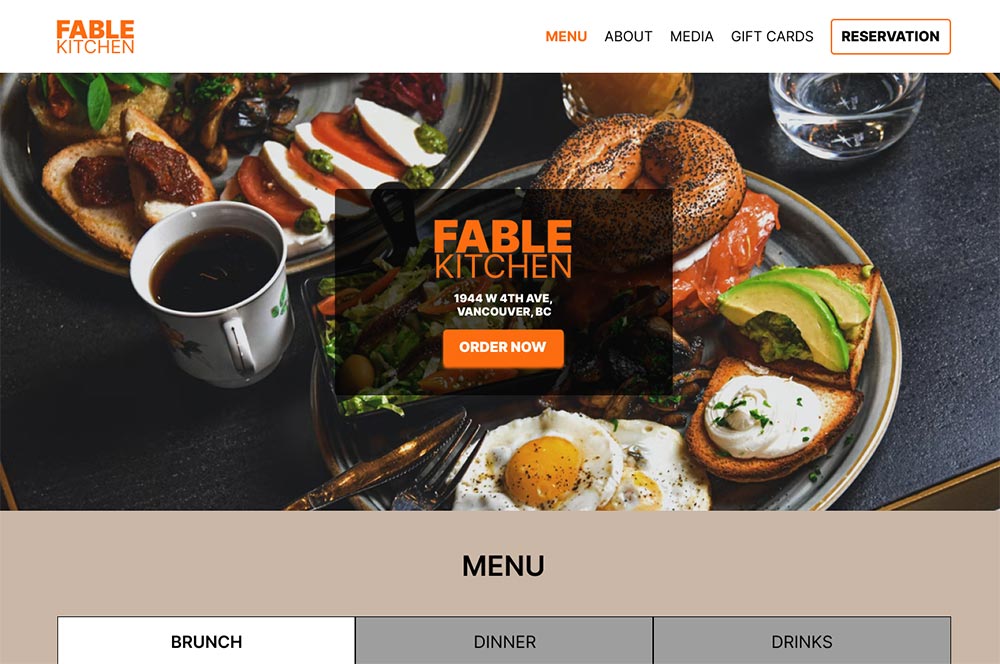 FABLE
KITCHEN
MENU ABOUT MEDIA GIFT CARDS RESERVATION
FABLE
KITCHEN
1944 W 4TH AVE,
VANCOUVER, BC
ORDER NOW
MENU
BRUNCH DINNER DRINKS